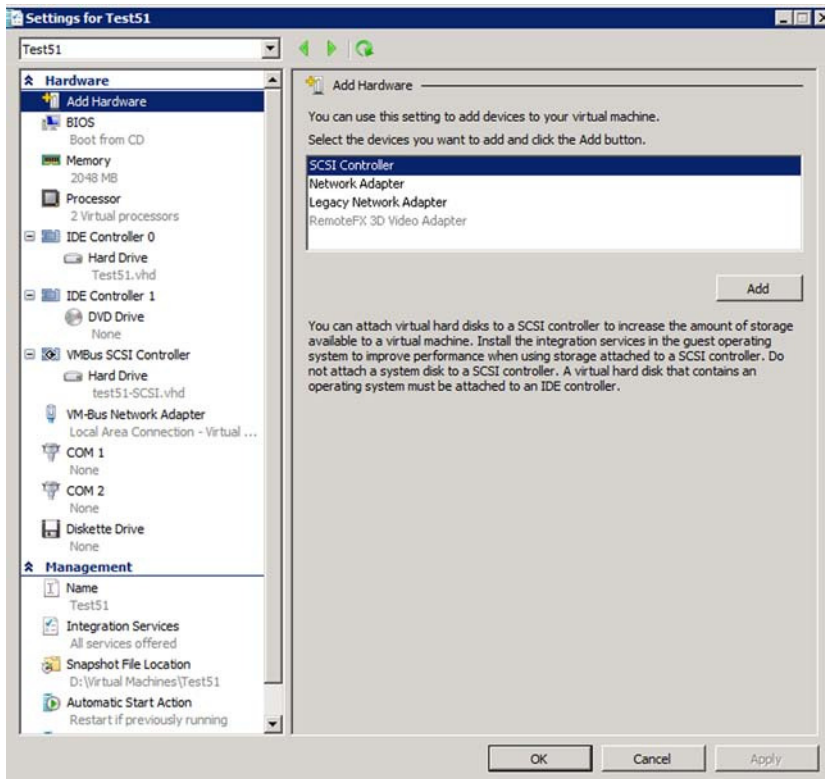 Settings for Test51
Test51
Hardware
Add Hardware
BIOS
Boot from CD
Memory
2048 MB
Processor
2 Virtual processors
IDE Controller 0
Hard Drive
Test51.vhd
IDE Controller 1
DVD Drive
None
VMBus SCSI Controller
Hard Drive
test51-SCSI.vhd
VM-Bus Network Adapter
Local Area Connection - Virtual ...
COM 1
None
COM 2
None
Diskette Drive
None
Management
Name
Test51
Integration Services
All services offered
Snapshot File Location
D:\Virtual Machines\Test51
Automatic Start Action
Restart if previously running
Add Hardware
You can use this setting to add devices to your virtual machine.
Select the devices you want to add and click the Add button.
SCSI Controller
Network Adapter
Legacy Network Adapter
RemoteFX 3D Video Adapter
Add
You can attach virtual hard disks to a SCSI controller to increase the amount of storage
available to a virtual machine. Install the integration services in the guest operating
system to improve performance when using storage attached to a SCSI controller. Do
not attach a system disk to a SCSI controller. A virtual hard disk that contains an
operating system must be attached to an IDE controller.
OK
Cancel
Apply